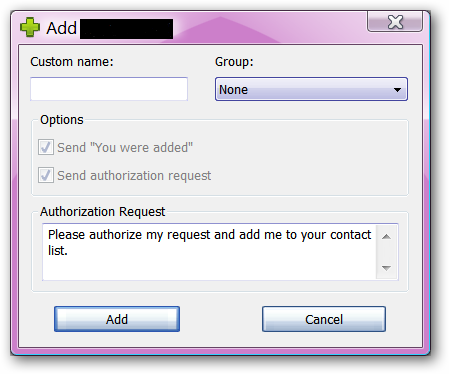 Add
Custom name:
Group:
None
Options
Send "You were added"
Send authorization request
Authorization Request
Please authorize my request and add me to your contact
list.
Add
Cancel